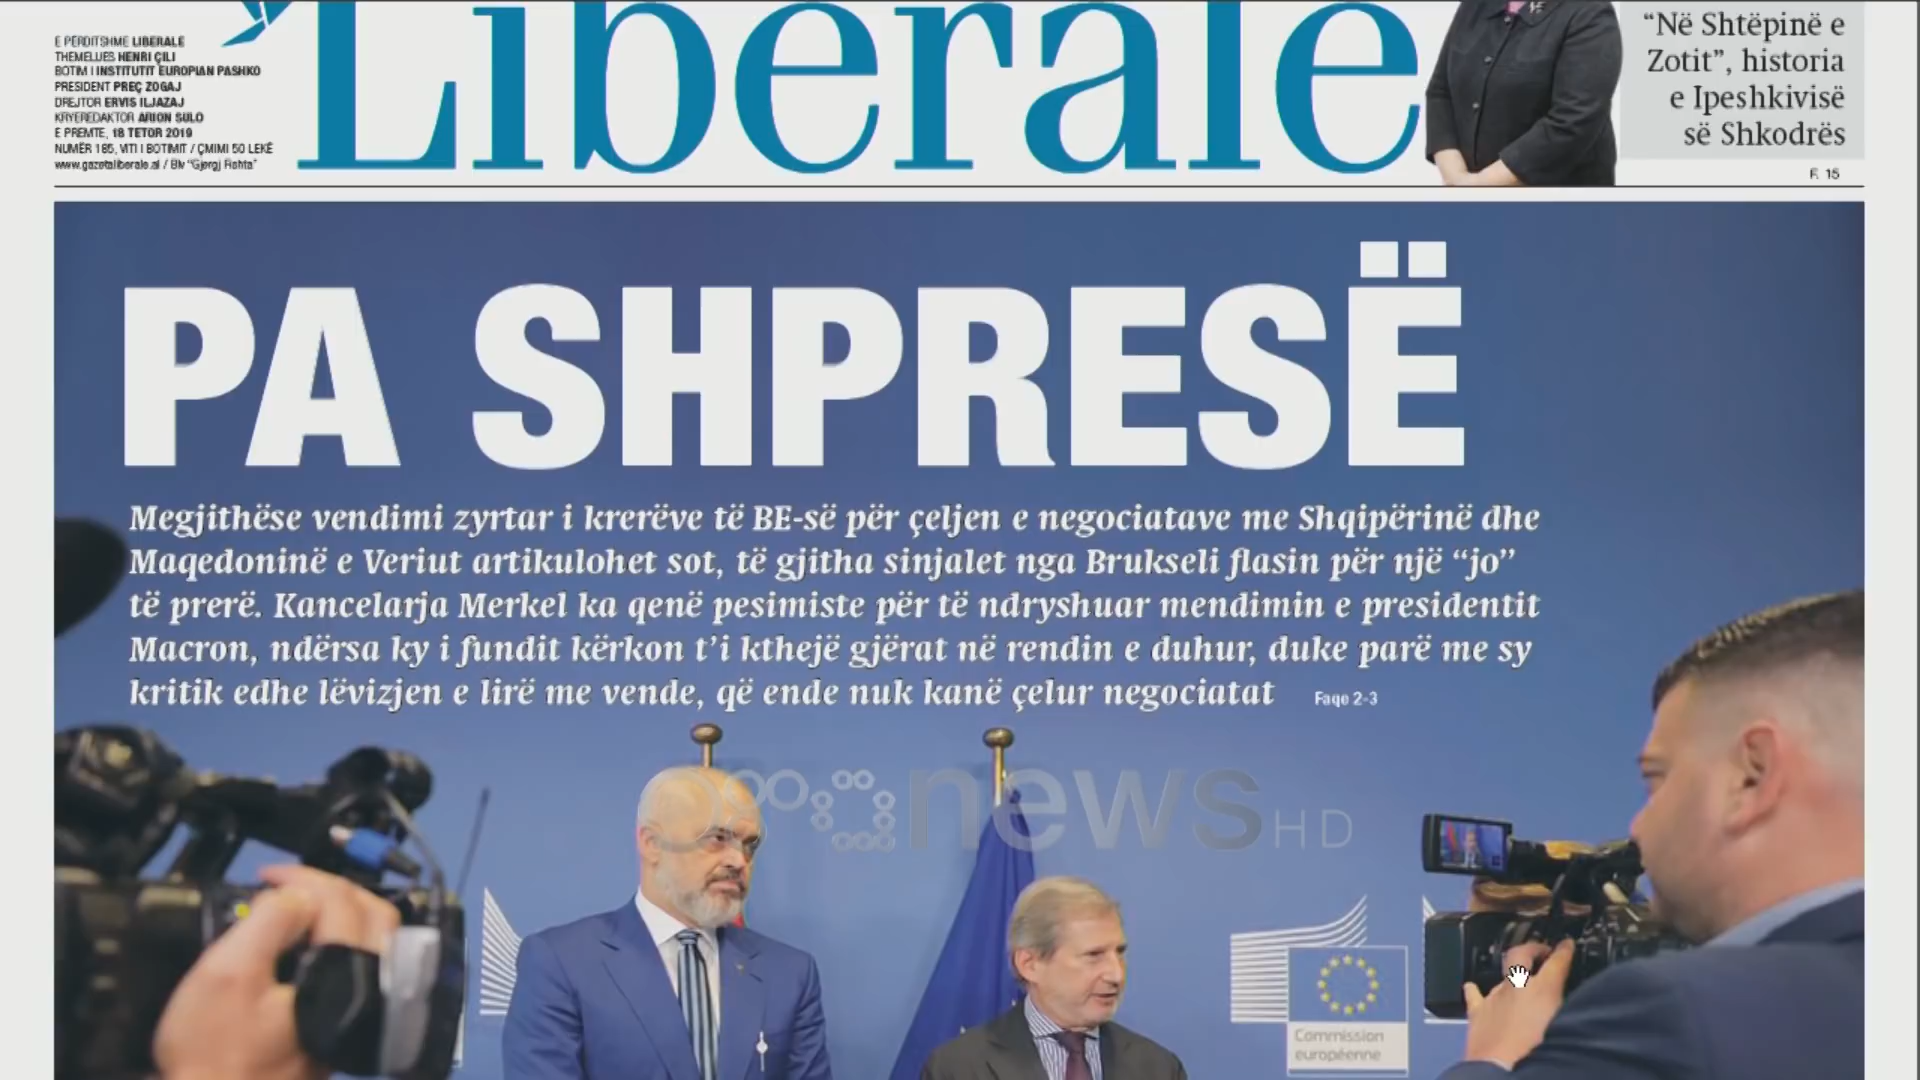 Liberale
E PËRDITSHME LIBERALE
THEMELUES HENRI ÇILI
BOTIM I INSTITUTIT EUROPIAN PASHKO
PRESIDENT PREÇ ZOGAJ
DREJTOR ERVIS ILJAZAJ
KRYEREDAKTOR ARION SULO
E PREMTE, 18 TETOR 2019
NUMËR 185, VITI I BOTIMIT / ÇMIMI 50 LEKË
www.gazetaliberale.al / Blv "Gjergj Fishta"
“Në Shtëpinë e
Zotit”, historia
e Ipeshkivisë
së Shkodrës
F. 15
PA SHPRESË
Megjithëse vendimi zyrtar i krerëve të BE-së për çeljen e negociatave me Shqipërinë dhe
Maqedoninë e Veriut artikulohet sot, të gjitha sinjalet nga Brukseli flasin për një “jo”
të prerë. Kancelarja Merkel ka qenë pesimiste për të ndryshuar mendimin e presidentit
Macron, ndërsa ky i fundit kërkon t’i kthejë gjërat në rendin e duhur, duke parë me sy
kritik edhe lëvizjen e lirë me vende, që ende nuk kanë çelur negociatat
Faqe 2-3
news HD
Commission
européenne